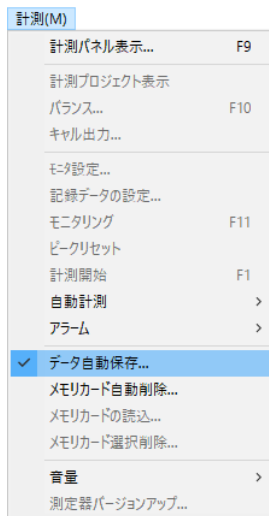 計測(M)
計測パネル表示... F9
計測プロジェクト表示
バランス... F10
キャル出力...
ﾓﾆﾀ設定...
記録データの設定...
モニタリング F11
ピークリセット
計測開始 F1
自動計測
アラーム
データ自動保存...
メモリカード自動削除...
メモリカードの読込...
メモリカード選択削除...
音量
測定器バージョンアップ...